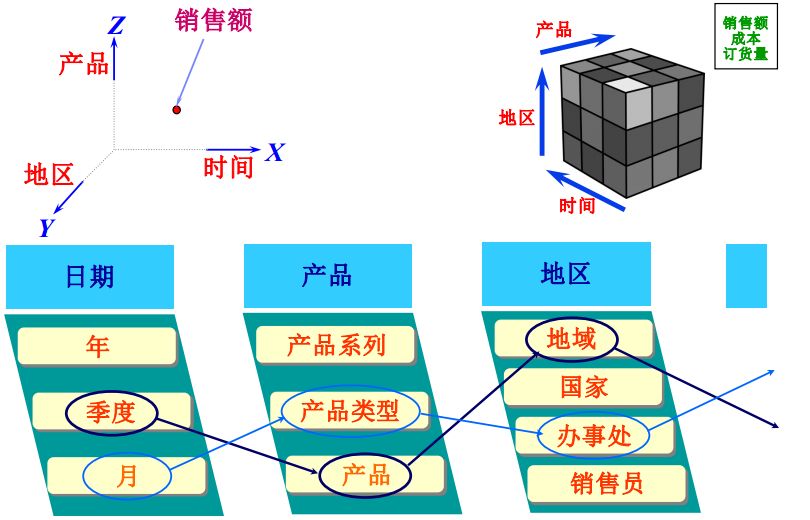 Z
销售额
产品
X
时间
地区
Y
产品
地区
时间
销售额
成本
订货量
日期
年
季度
月
产品
产品系列
产品类型
产品
地区
地域
国家
办事处
销售员